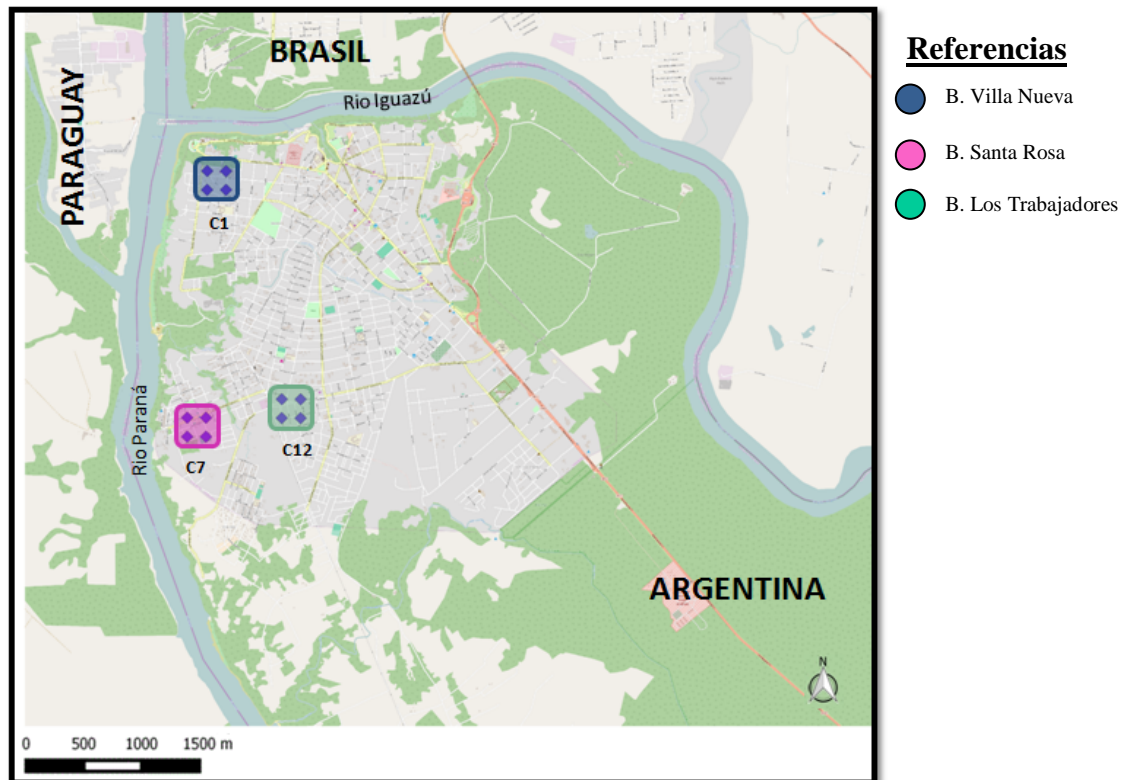 BRASIL
PARAGUAY
Rio Iguazú
C1
Rio Paraná
C7
C12
ARGENTINA
N
0 500 1000 1500 m
Referencias
B. Villa Nueva
B. Santa Rosa
B. Los Trabajadores